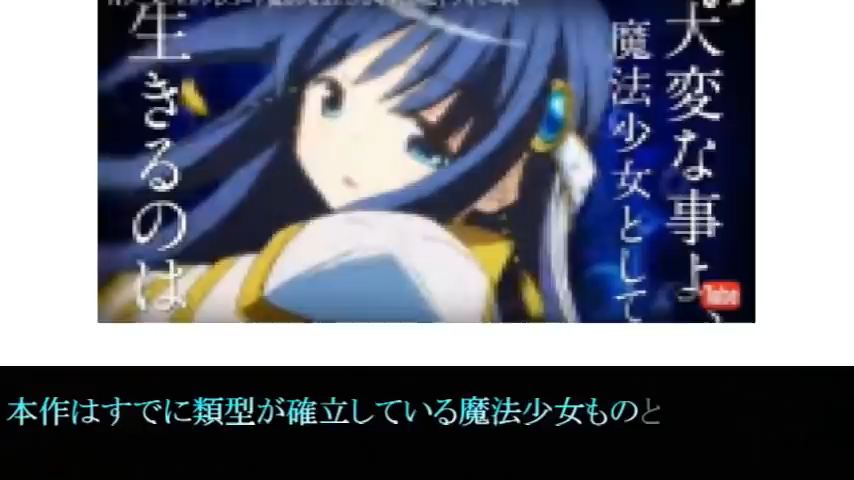 大変な事よ、
魔法少女として
生きるのは
Tube
本作はすでに類型が確立している魔法少女ものと